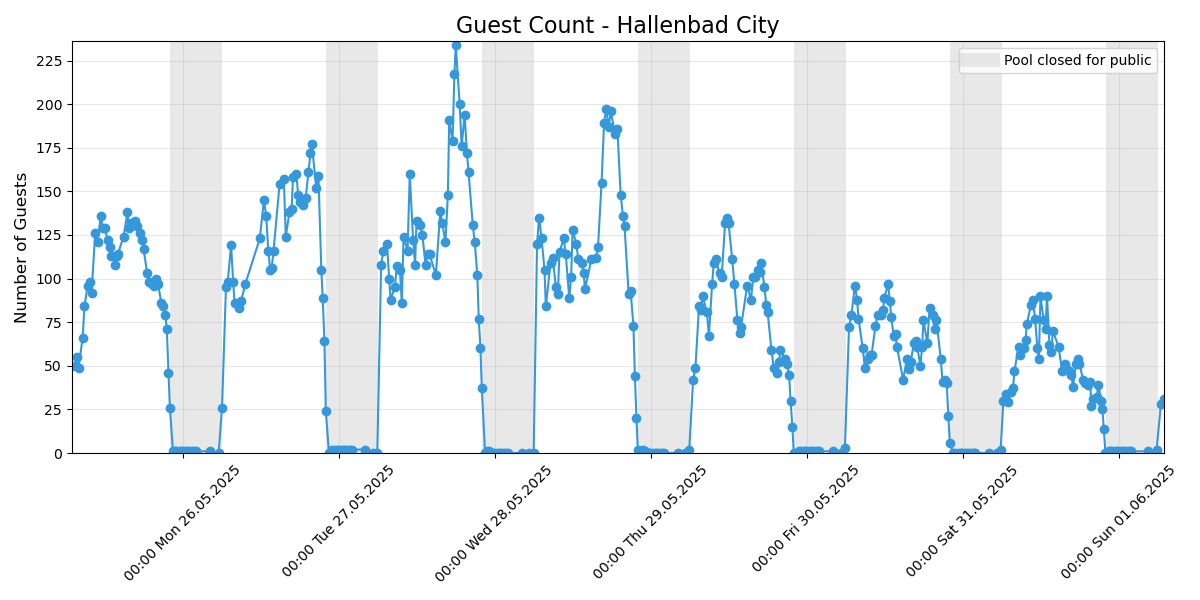 Guest Count - Hallenbad City
Pool closed for public
Number of Guests
225
200
175
150
125
100
75
50
25
0
00:00 Mon 26.05.2025
00:00 Tue 27.05.2025
00:00 Wed 28.05.2025
00:00 Thu 29.05.2025
00:00 Fri 30.05.2025
00:00 Sat 31.05.2025
00:00 Sun 01.06.2025